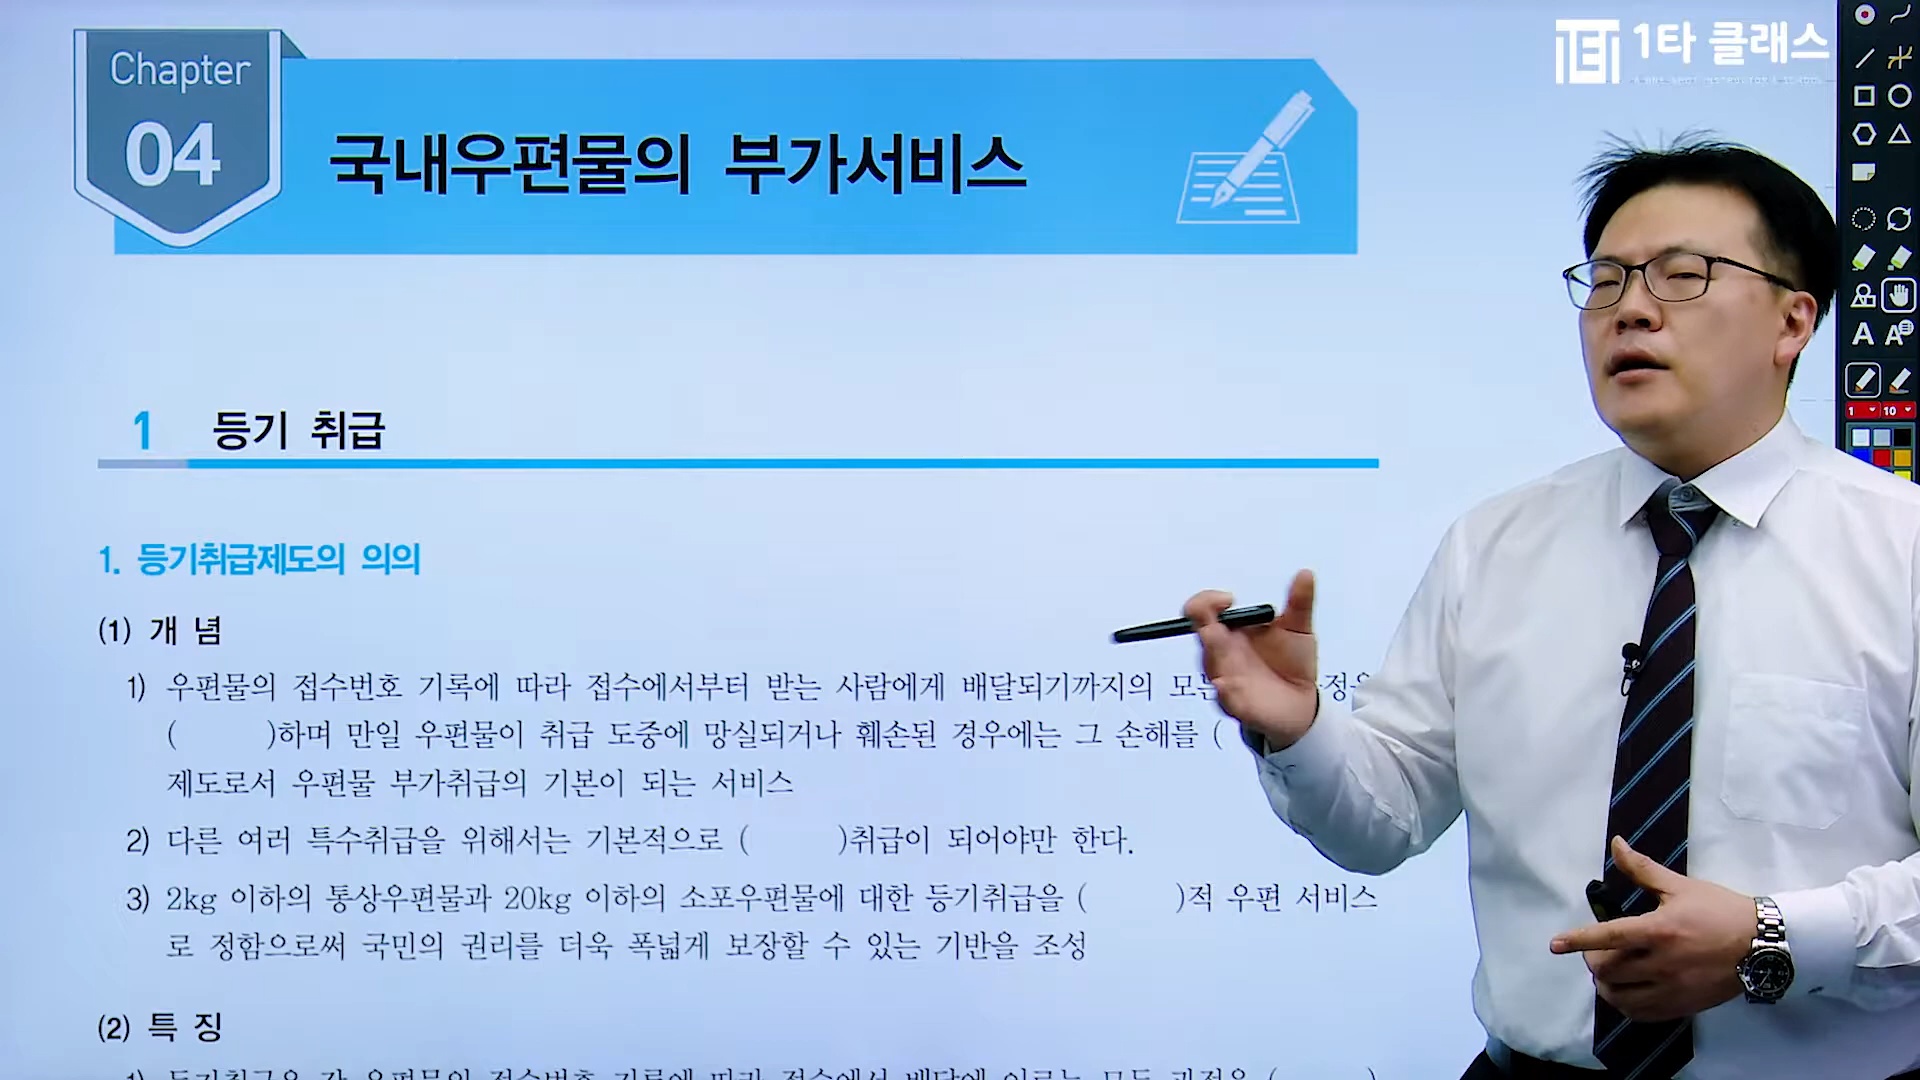 Chapter
04
국내우편물의 부가서비스
1타 클래스
1 등기 취급
1. 등기취급제도의 의의
(1) 개 념
1) 우편물의 접수번호 기록에 따라 접수에서부터 받는 사람에게 배달되기까지의
( )하며 만일 우편물이 취급 도중에 망실되거나 훼손된 경우에는 그 손해를 (
제도로서 우편물 부가취급의 기본이 되는 서비스
2) 다른 여러 특수취급을 위해서는 기본적으로 ( )취급이 되어야만 한다.
3) 2kg 이하의 통상우편물과 20kg 이하의 소포우편물에 대한 등기취급을 ( )적 우편 서비스
로 정함으로써 국민의 권리를 더욱 폭넓게 보장할 수 있는 기반을 조성
(2) 특 징
1 10